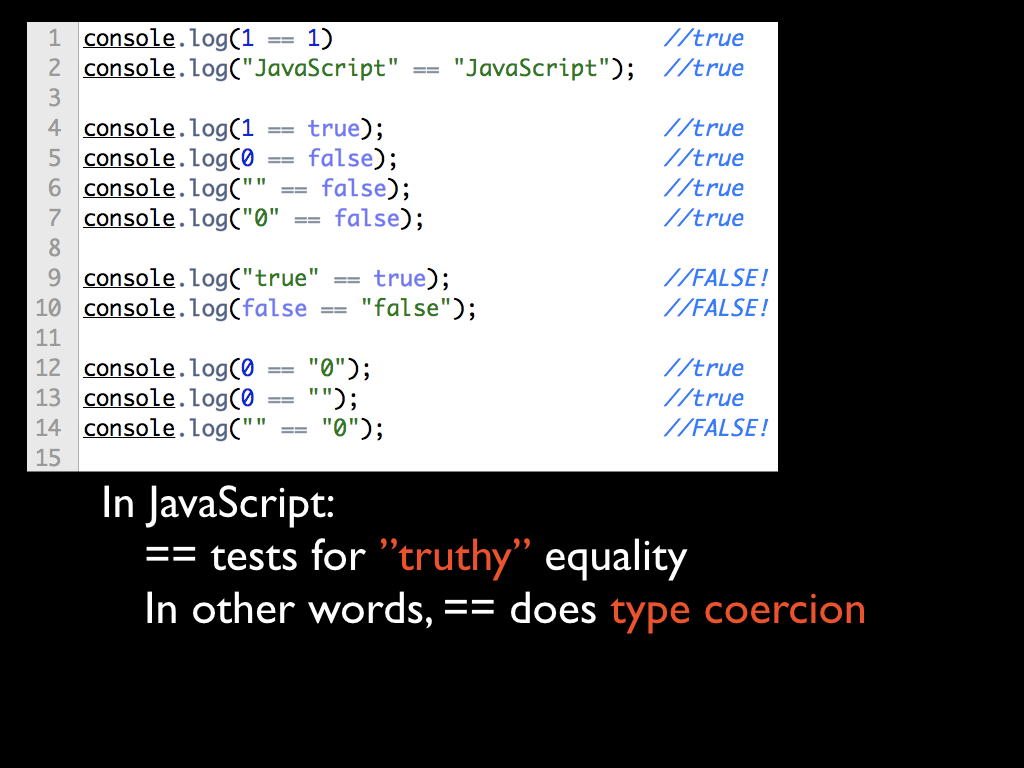 1 console.log(1 == 1) //true
2 console.log("JavaScript" == "JavaScript"); //true
3
4 console.log(1 == true); //true
5 console.log(0 == false); //true
6 console.log("" == false); //true
7 console.log("0" == false); //true
8
9 console.log("true" == true); //FALSE!
10 console.log(false == "false"); //FALSE!
11
12 console.log(0 == "0"); //true
13 console.log(0 == ""); //true
14 console.log("" == "0"); //FALSE!
15
In JavaScript:
== tests for ”truthy” equality
In other words, == does type coercion